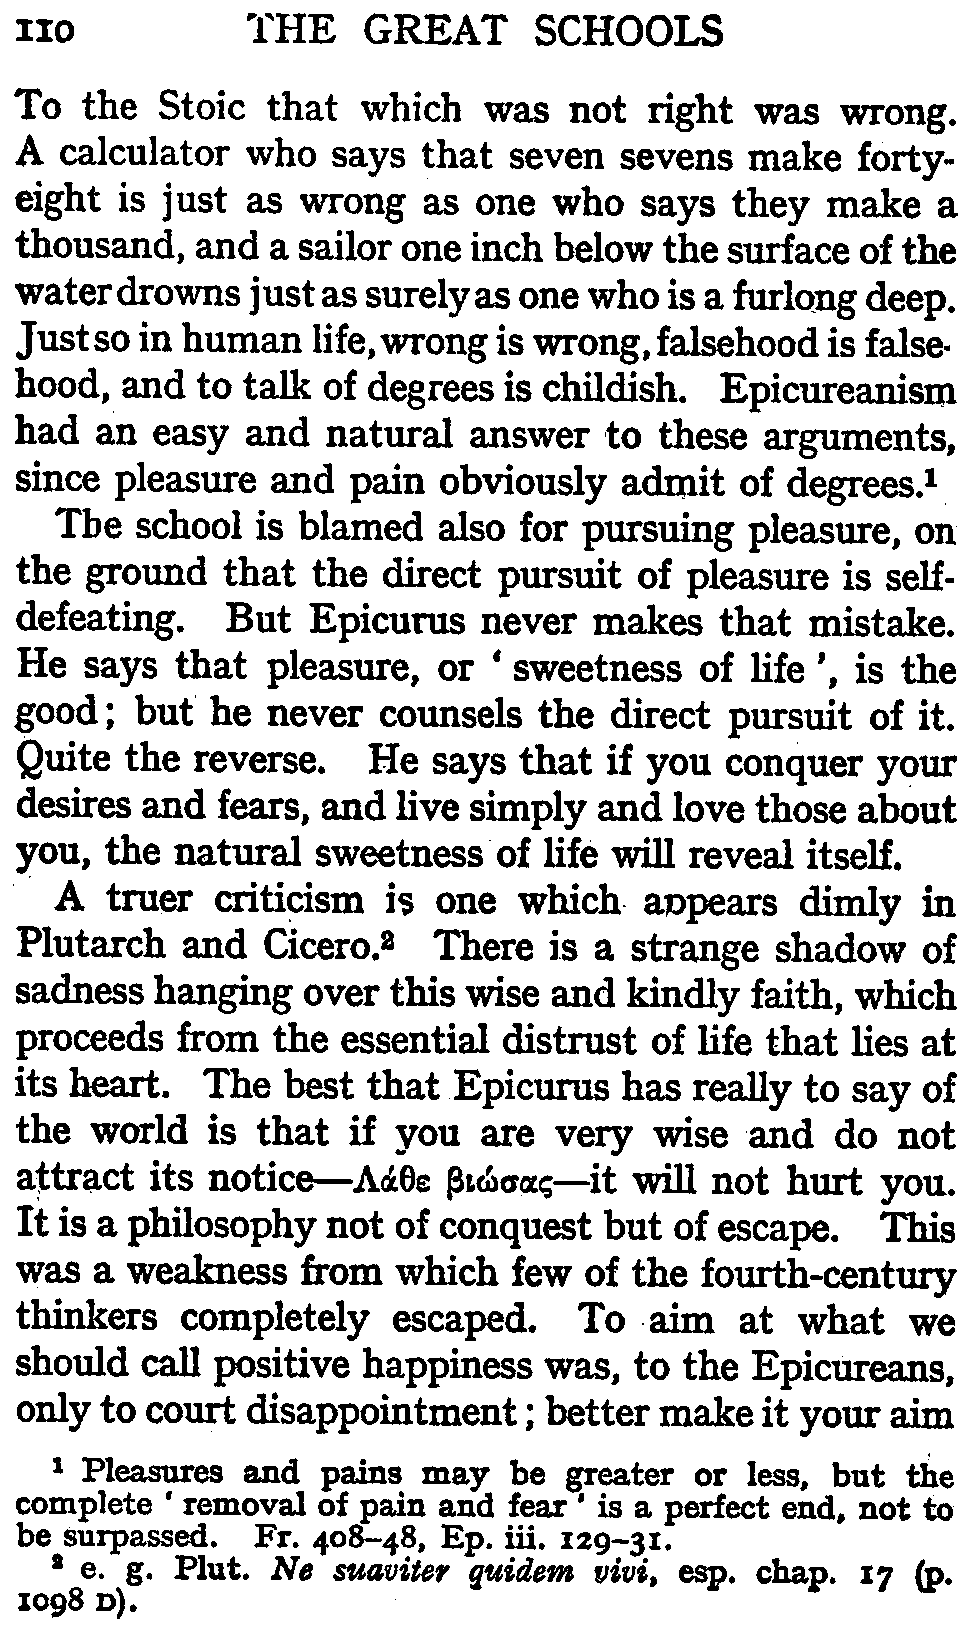 110 THE GREAT SCHOOLS
To the Stoic that which was not right was wrong.
A calculator who says that seven sevens make forty-
eight is just as wrong as one who says they make a
thousand, and a sailor one inch below the surface of the
water drowns just as surely as one who is a furlong deep.
Just so in human life, wrong is wrong, falsehood is false-
hood, and to talk of degrees is childish. Epicureanism
had an easy and natural answer to these arguments,
since pleasure and pain obviously admit of degrees.¹
The school is blamed also for pursuing pleasure, on
the ground that the direct pursuit of pleasure is self-
defeating. But Epicurus never makes that mistake.
He says that pleasure, or ‘ sweetness of life ’, is the
good; but he never counsels the direct pursuit of it.
Quite the reverse. He says that if you conquer your
desires and fears, and live simply and love those about
you, the natural sweetness of life will reveal itself.
A truer criticism is one which appears dimly in
Plutarch and Cicero.² There is a strange shadow of
sadness hanging over this wise and kindly faith, which
proceeds from the essential distrust of life that lies at
its heart. The best that Epicurus has really to say of
the world is that if you are very wise and do not
attract its notice—Λάθε βιώσας—it will not hurt you.
It is a philosophy not of conquest but of escape. This
was a weakness from which few of the fourth-century
thinkers completely escaped. To aim at what we
should call positive happiness was, to the Epicureans,
only to court disappointment; better make it your aim
¹ Pleasures and pains may be greater or less, but the
complete ‘ removal of pain and fear ’ is a perfect end, not to
be surpassed. Fr. 408–48, Ep. iii. 129–31.
² e. g. Plut. Ne suaviter quidem vivi, esp. chap. 17 (p.
1098 D).